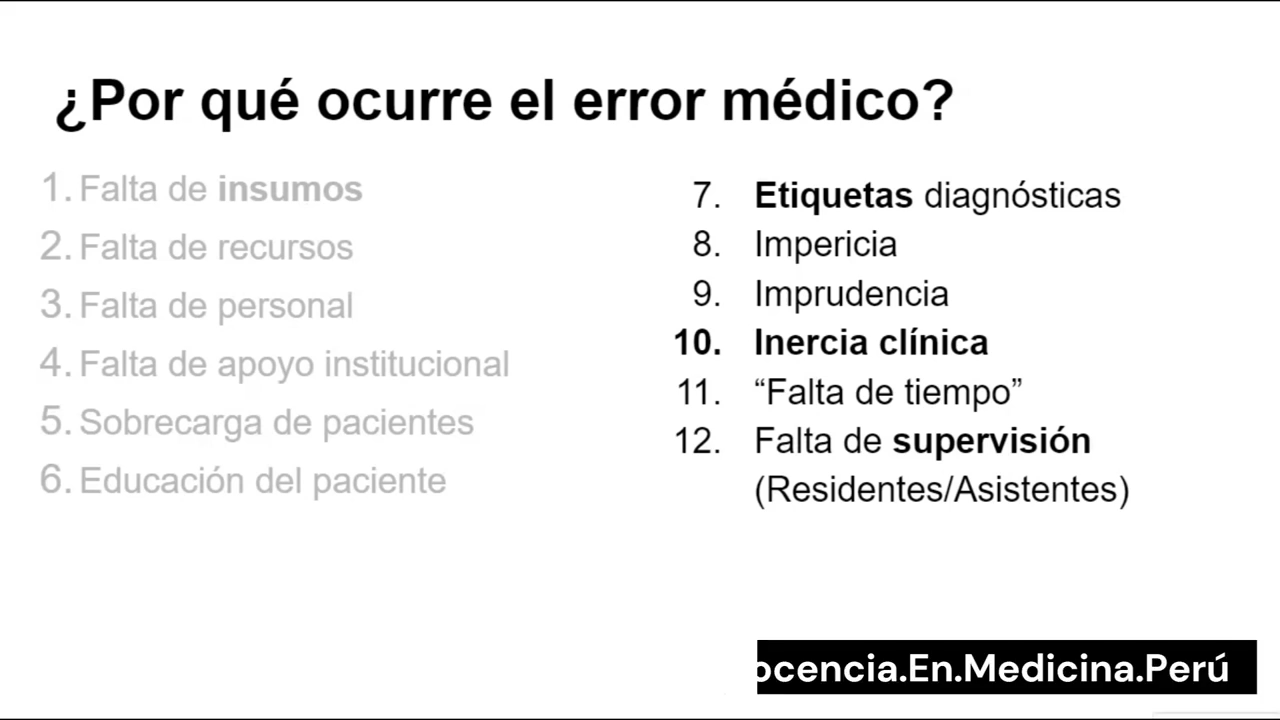 ¿Por qué ocurre el error médico?
1. Falta de insumos
2. Falta de recursos
3. Falta de personal
4. Falta de apoyo institucional
5. Sobrecarga de pacientes
6. Educación del paciente
7. Etiquetas diagnósticas
8. Impericia
9. Imprudencia
10. Inercia clínica
11. “Falta de tiempo”
12. Falta de supervisión
(Residentes/Asistentes)
ocencia.En.Medicina.Perú